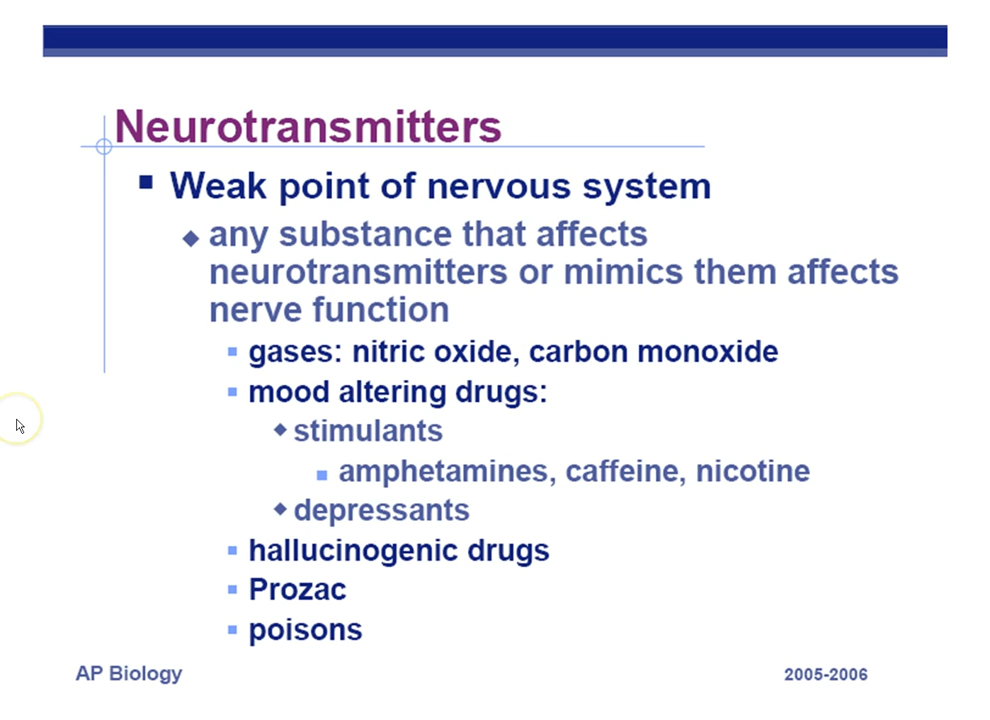 Neurotransmitters
Weak point of nervous system
any substance that affects
neurotransmitters or mimics them affects
nerve function
gases: nitric oxide, carbon monoxide
mood altering drugs:
stimulants
amphetamines, caffeine, nicotine
depressants
hallucinogenic drugs
Prozac
poisons
AP Biology
2005-2006